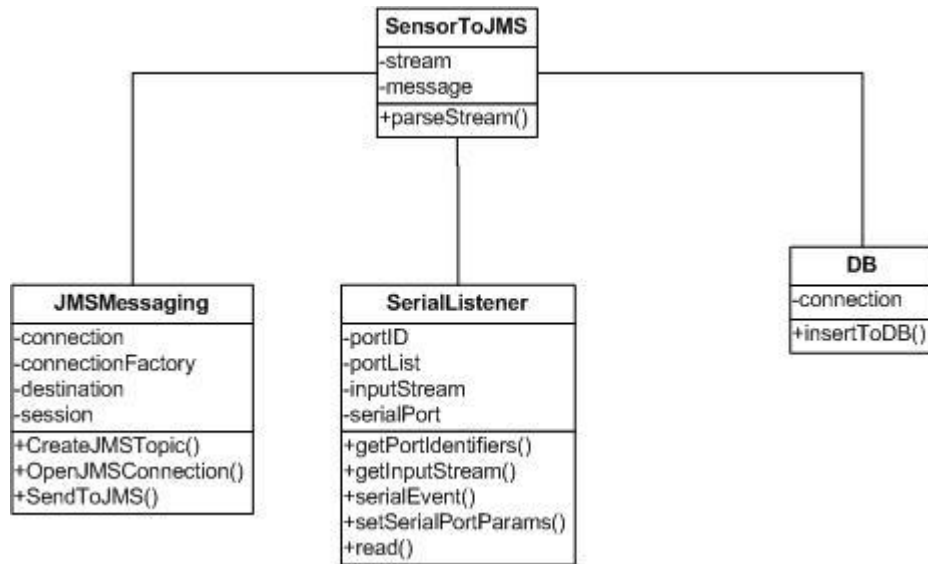 SensorToJMS
-stream
-message
+parseStream()
JMSMessaging
-connection
-connectionFactory
-destination
-session
+CreateJMSTopic()
+OpenJMSConnection()
+SendToJMS()
SerialListener
-portID
-portList
-inputStream
-serialPort
+getPortIdentifiers()
+getInputStream()
+serialEvent()
+setSerialPortParams()
+read()
DB
-connection
+insertToDB()